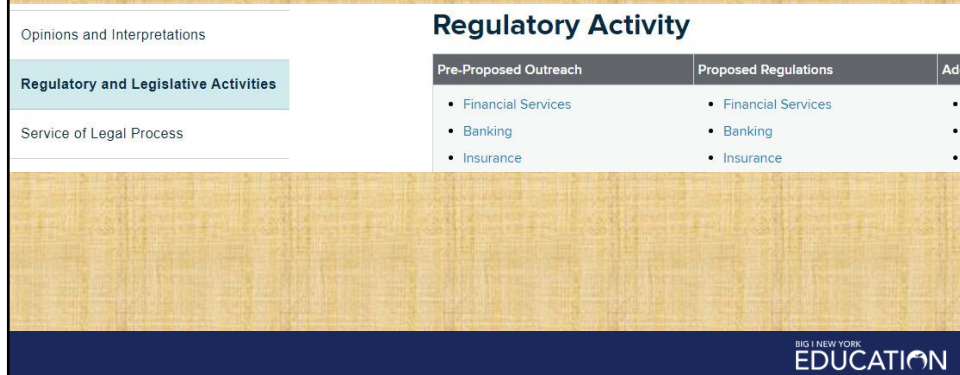 Opinions and Interpretations
Regulatory and Legislative Activities
Service of Legal Process
Regulatory Activity
Pre-Proposed Outreach Proposed Regulations
• Financial Services • Financial Services
• Banking • Banking
• Insurance • Insurance
BIG I NEW YORK
EDUCATION